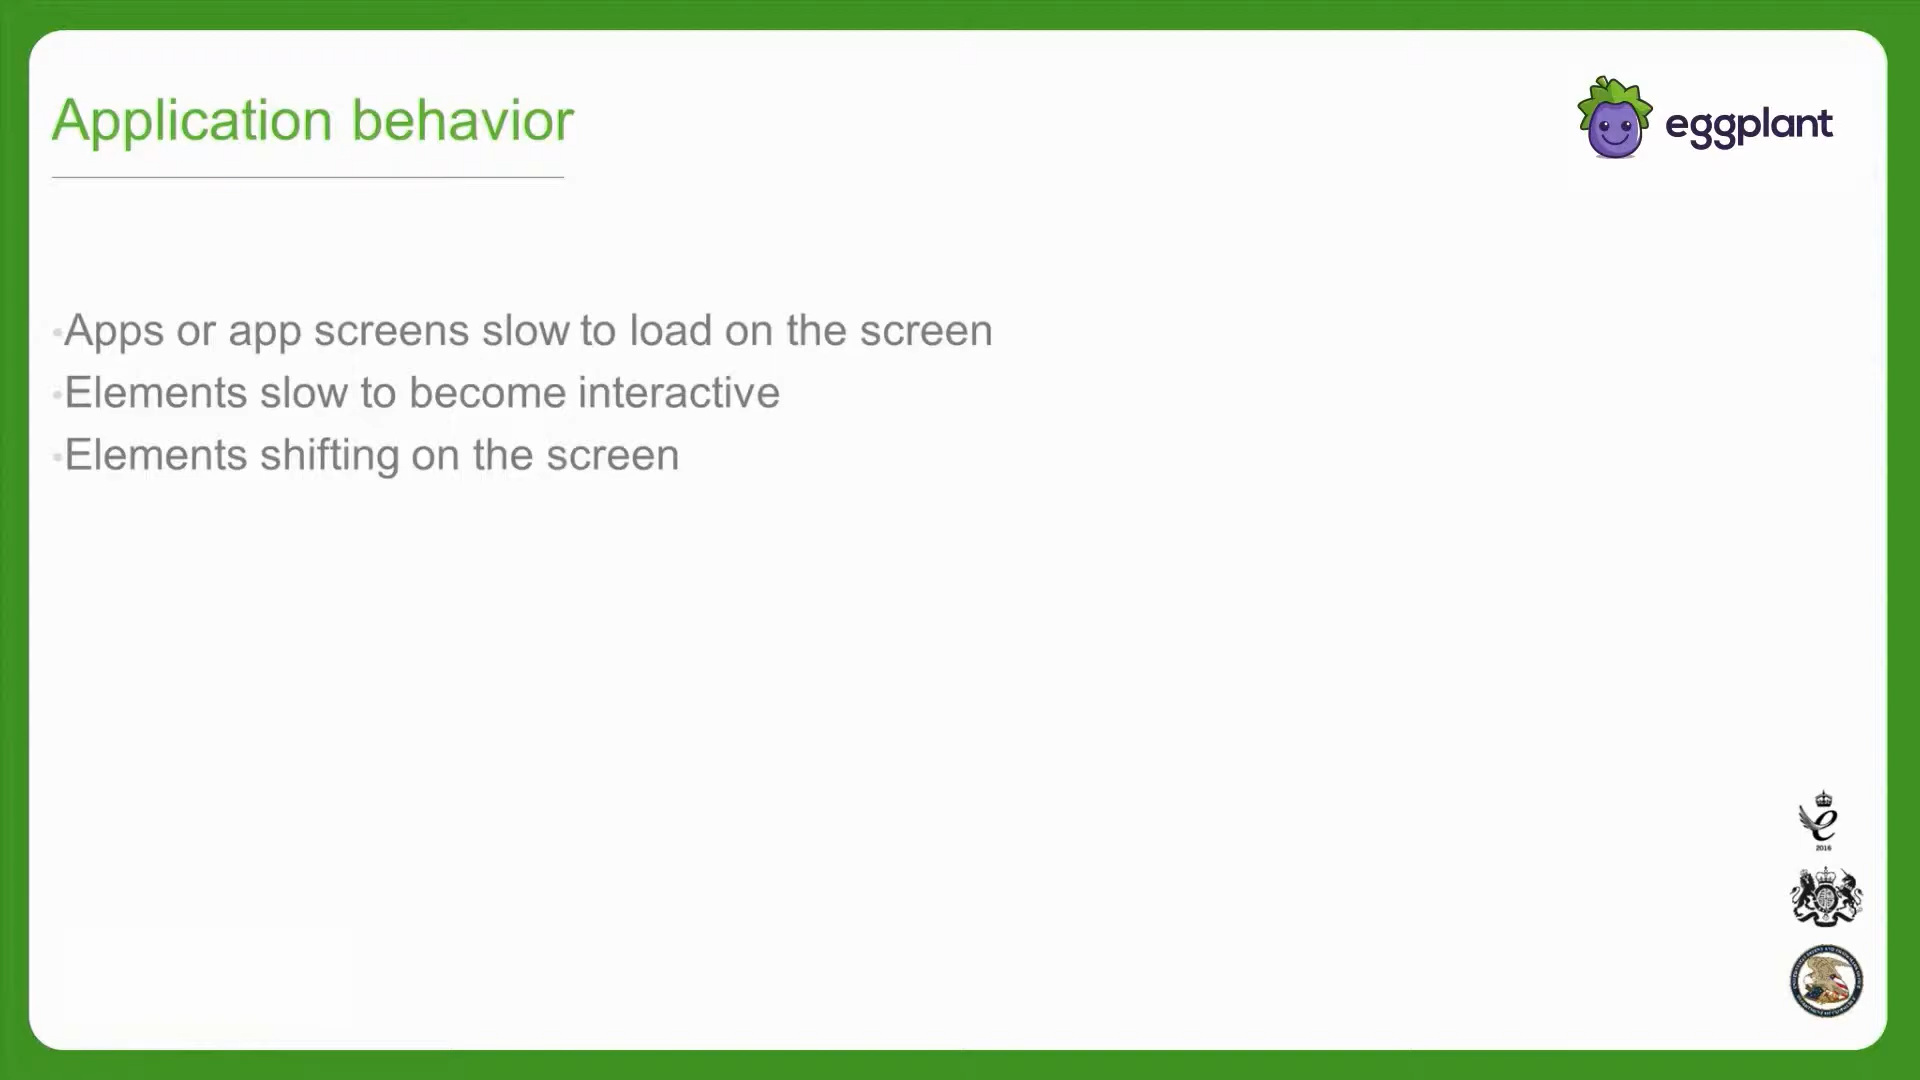 Application behavior
eggplant
•Apps or app screens slow to load on the screen
•Elements slow to become interactive
•Elements shifting on the screen
e
2016